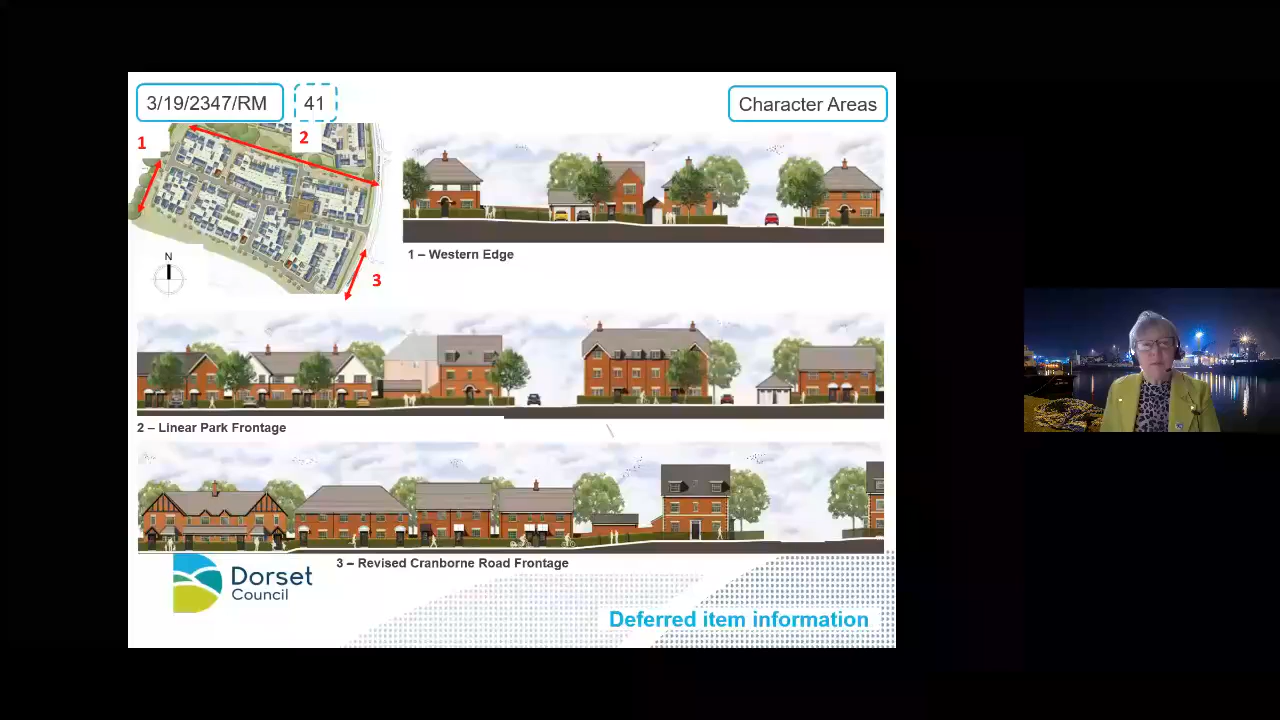 3/19/2347/RM
41
Character Areas
1
2
3
N
1 – Western Edge
2 – Linear Park Frontage
3 – Revised Cranborne Road Frontage
Dorset
Council
Deferred item information